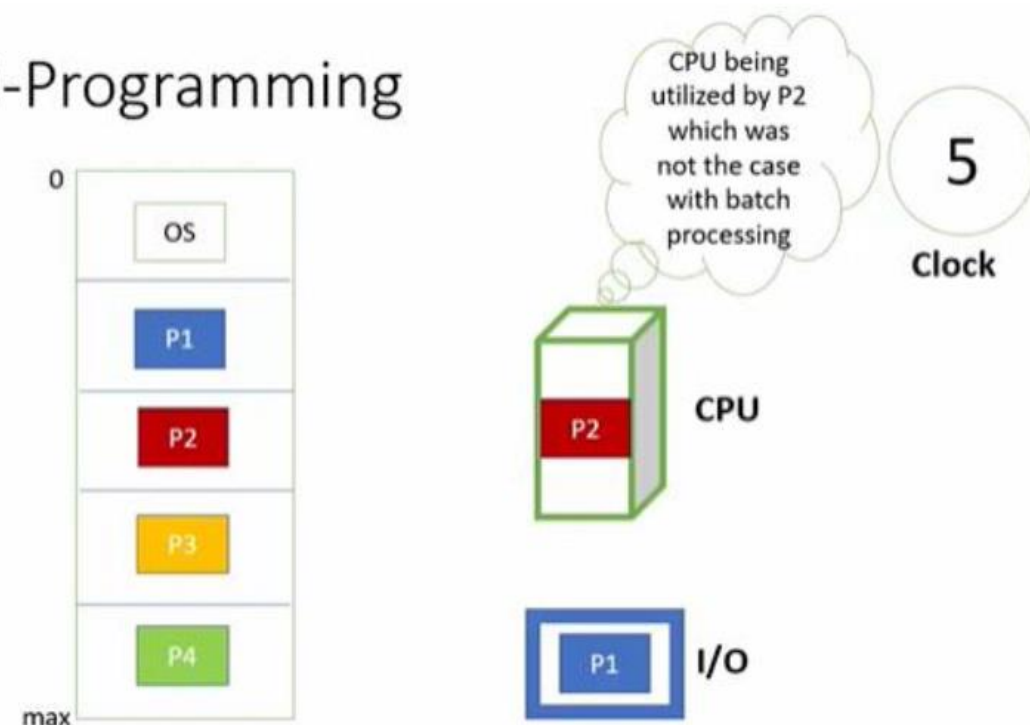 -Programming
CPU being
utilized by P2
which was
not the case
with batch
processing
5
Clock
0
OS
P1
P2
P3
P4
max
P2
CPU
P1
I/O